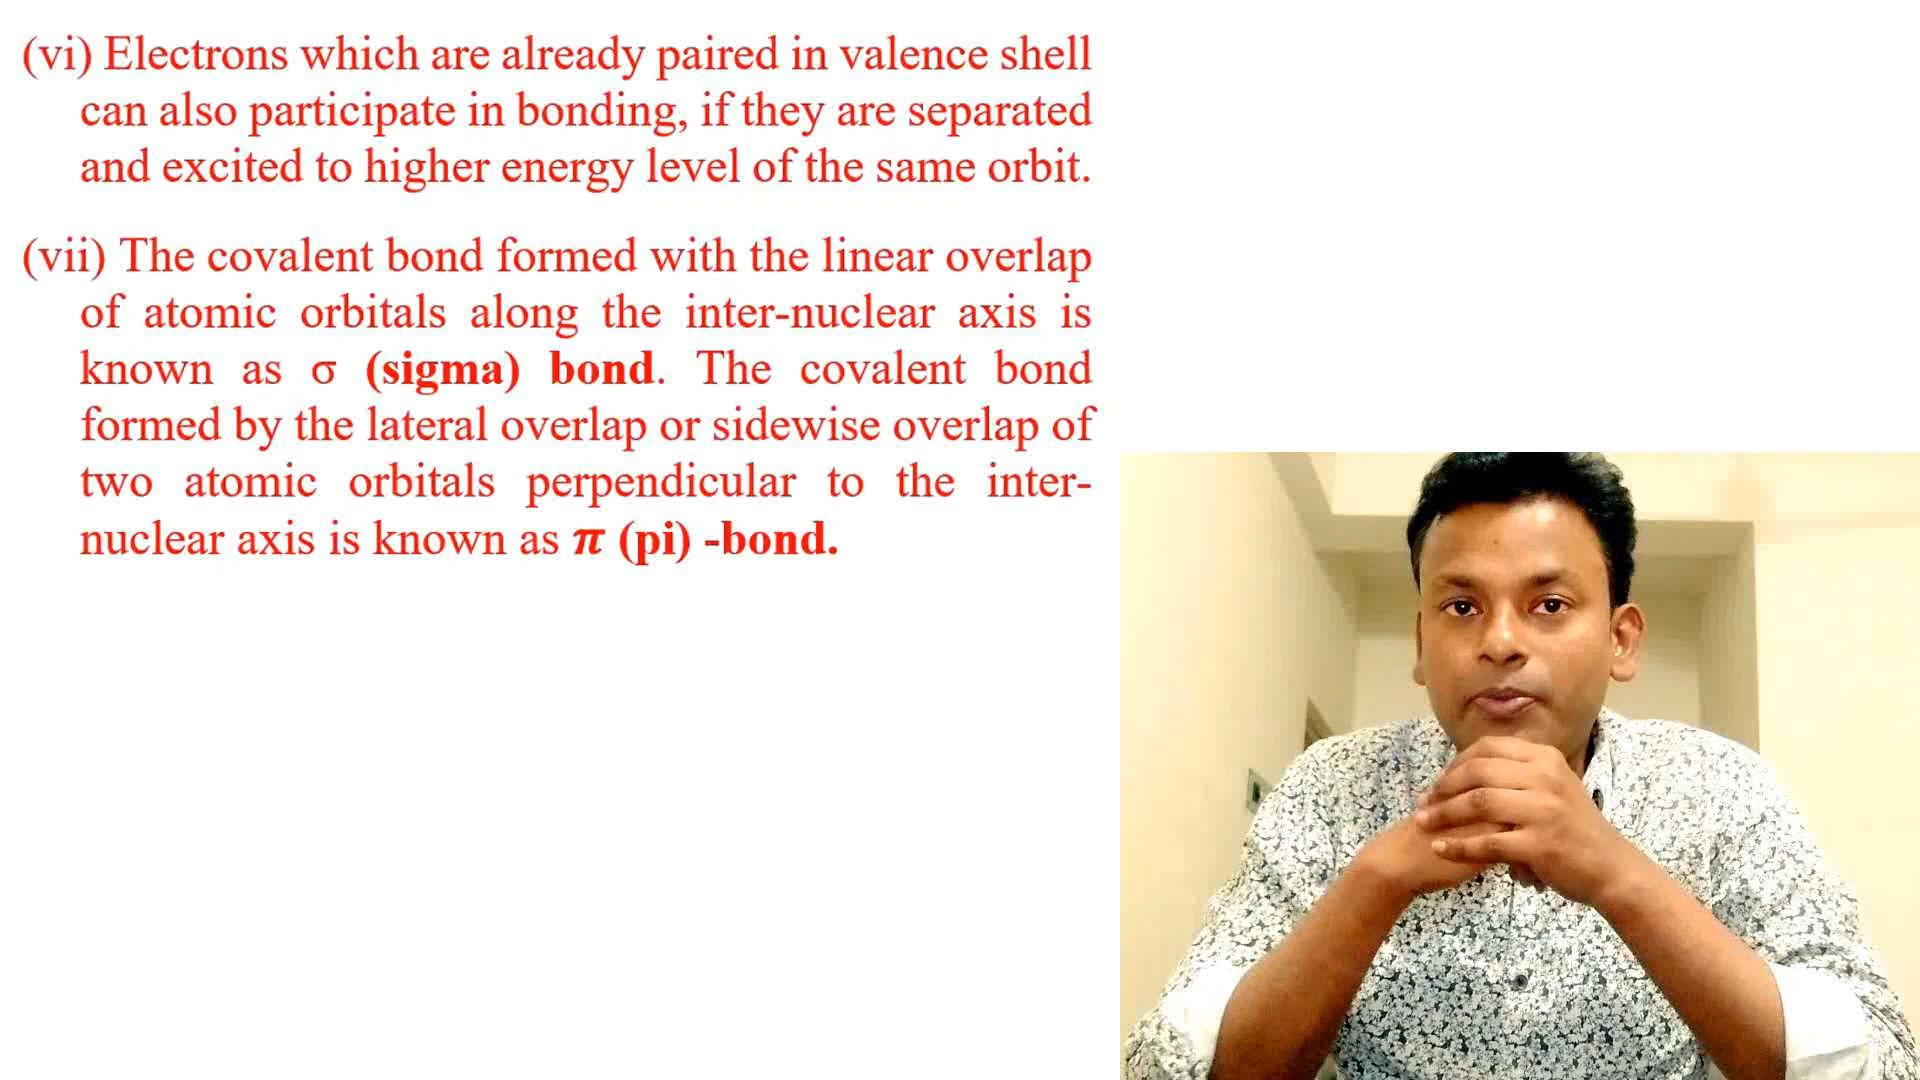 (vi) Electrons which are already paired in valence shell
can also participate in bonding, if they are separated
and excited to higher energy level of the same orbit.
(vii) The covalent bond formed with the linear overlap
of atomic orbitals along the inter-nuclear axis is
known as σ (sigma) bond. The covalent bond
formed by the lateral overlap or sidewise overlap of
two atomic orbitals perpendicular to the inter-
nuclear axis is known as π (pi) -bond.